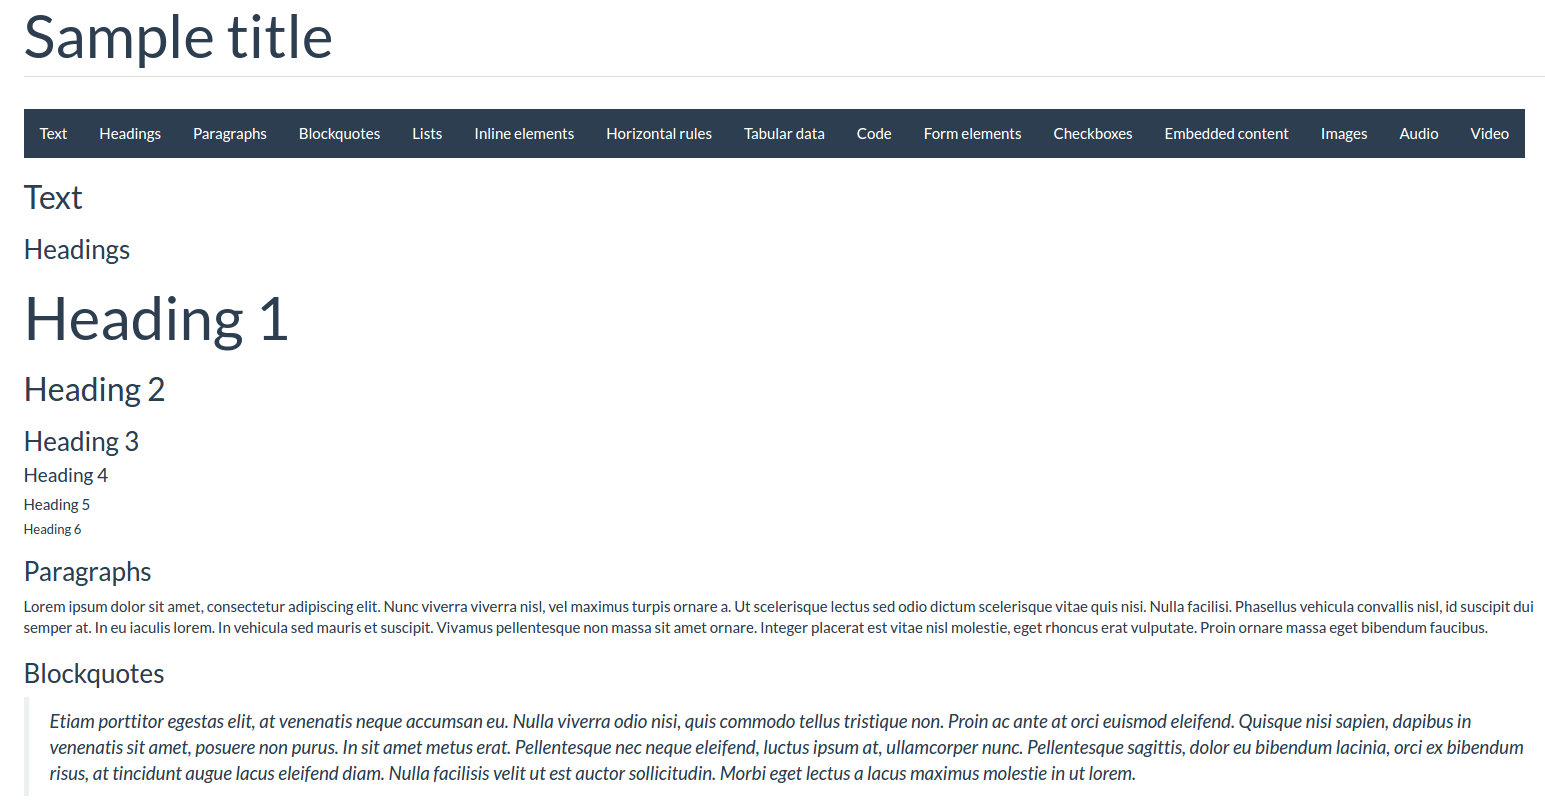 Sample title
Text Headings Paragraphs Blockquotes Lists Inline elements Horizontal rules Tabular data Code Form elements Checkboxes Embedded content Images Audio Video
Text
Headings
Heading 1
Heading 2
Heading 3
Heading 4
Heading 5
Heading 6
Paragraphs
Lorem ipsum dolor sit amet, consectetur adipiscing elit. Nunc viverra viverra nisl, vel maximus turpis ornare a. Ut scelerisque lectus sed odio dictum scelerisque vitae quis nisi. Nulla facilisi. Phasellus vehicula convallis nisl, id suscipit dui
semper at. In eu iaculis lorem. In vehicula sed mauris et suscipit. Vivamus pellentesque non massa sit amet ornare. Integer placerat est vitae nisl molestie, eget rhoncus erat vulputate. Proin ornare massa eget bibendum faucibus.
Blockquotes
Etiam porttitor egestas elit, at venenatis neque accumsan eu. Nulla viverra odio nisi, quis commodo tellus tristique non. Proin ac ante at orci euismod eleifend. Quisque nisi sapien, dapibus in
venenatis sit amet, posuere non purus. In sit amet metus erat. Pellentesque nec neque eleifend, luctus ipsum at, ullamcorper nunc. Pellentesque sagittis, dolor eu bibendum lacinia, orci ex bibendum
risus, at tincidunt augue lacus eleifend diam. Nulla facilisis velit ut est auctor sollicitudin. Morbi eget lectus a lacus maximus molestie in ut lorem.